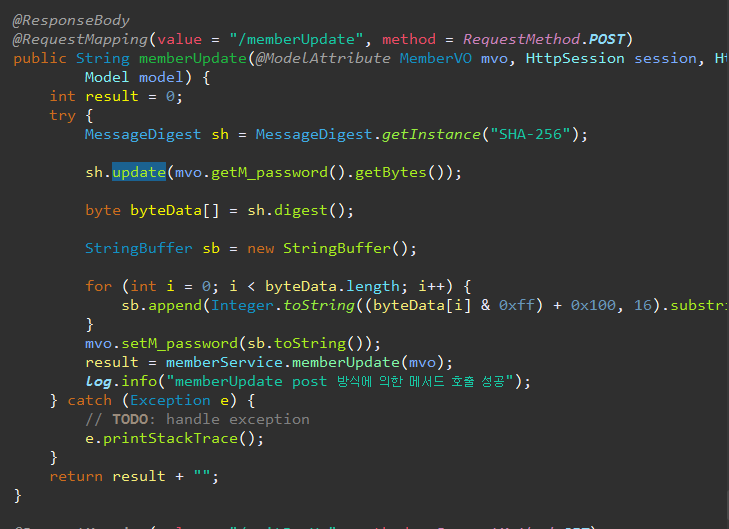 @ResponseBody
@RequestMapping(value = "/memberUpdate", method = RequestMethod.POST)
public String memberUpdate(@ModelAttribute MemberVO mvo, HttpSession session, Ht
Model model) {
int result = 0;
try {
MessageDigest sh = MessageDigest.getInstance("SHA-256");
sh.update(mvo.getM_password().getBytes());
byte byteData[] = sh.digest();
StringBuffer sb = new StringBuffer();
for (int i = 0; i < byteData.length; i++) {
sb.append(Integer.toString((byteData[i] & 0xff) + 0x100, 16).substri
}
mvo.setM_password(sb.toString());
result = memberService.memberUpdate(mvo);
log.info("memberUpdate post 방식에 의한 메서드 호출 성공");
} catch (Exception e) {
// TODO: handle exception
e.printStackTrace();
}
return result + "";
}